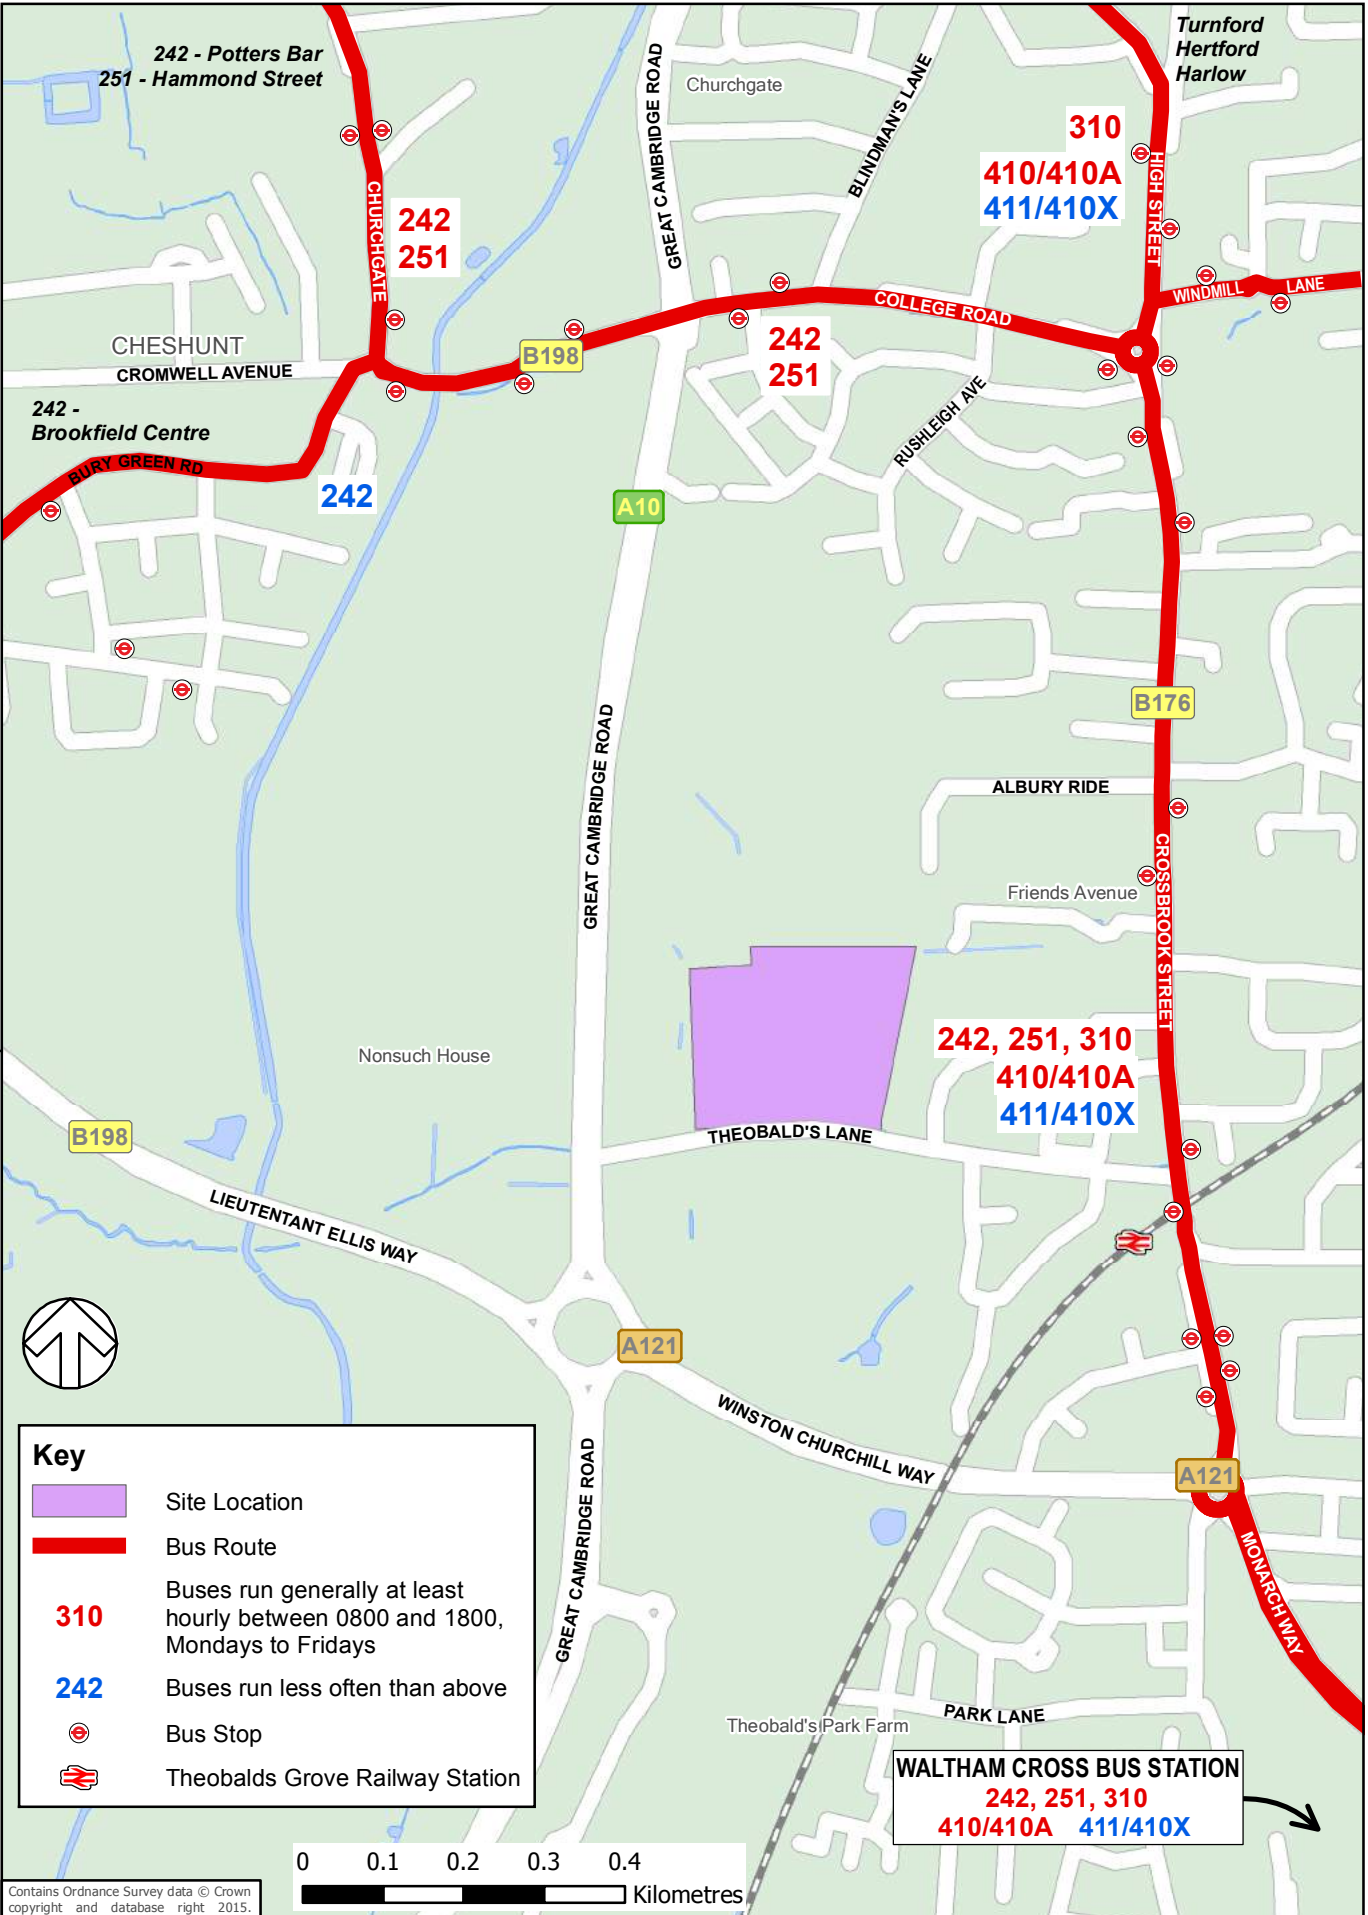 242 - Potters Bar
251 - Hammond Street
Turnford
Hertford
Harlow
GREAT CAMBRIDGE ROAD
Churchgate
BLINDMAN'S LANE
310
410/410A
411/410X
HIGH STREET
CHURCHGATE
242
251
WINDMILL LANE
COLLEGE ROAD
CHESHUNT
CROMWELL AVENUE
B198
242
251
RUSHLEIGH AVE
242 -
Brookfield Centre
BURY GREEN RD
242
A10
B176
GREAT CAMBRIDGE ROAD
ALBURY RIDE
CROSSBROOK STREET
Friends Avenue
Nonsuch House
242, 251, 310
410/410A
411/410X
B198
THEOBALD'S LANE
LIEUTENTANT ELLIS WAY
A121
WINSTON CHURCHILL WAY
A121
GREAT CAMBRIDGE ROAD
MONARCH WAY
Key
Site Location
Bus Route
310
Buses run generally at least
hourly between 0800 and 1800,
Mondays to Fridays
242
Buses run less often than above
Bus Stop
Theobalds Grove Railway Station
PARK LANE
Theobald's Park Farm
WALTHAM CROSS BUS STATION
242, 251, 310
410/410A 411/410X
0 0.1 0.2 0.3 0.4
Kilometres
Contains Ordnance Survey data © Crown
copyright and database right 2015.